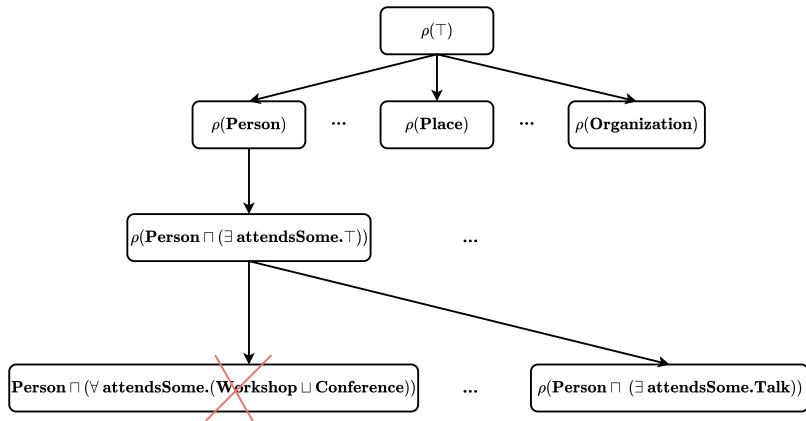 ρ(⊤)
ρ(Person) ... ρ(Place) ... ρ(Organization)
ρ(Person ⊓ (∃ attendsSome.⊤)) ...
Person ⊓ (∀ attendsSome.(Workshop ⊔ Conference)) ... ρ(Person ⊓ (∃ attendsSome.Talk))